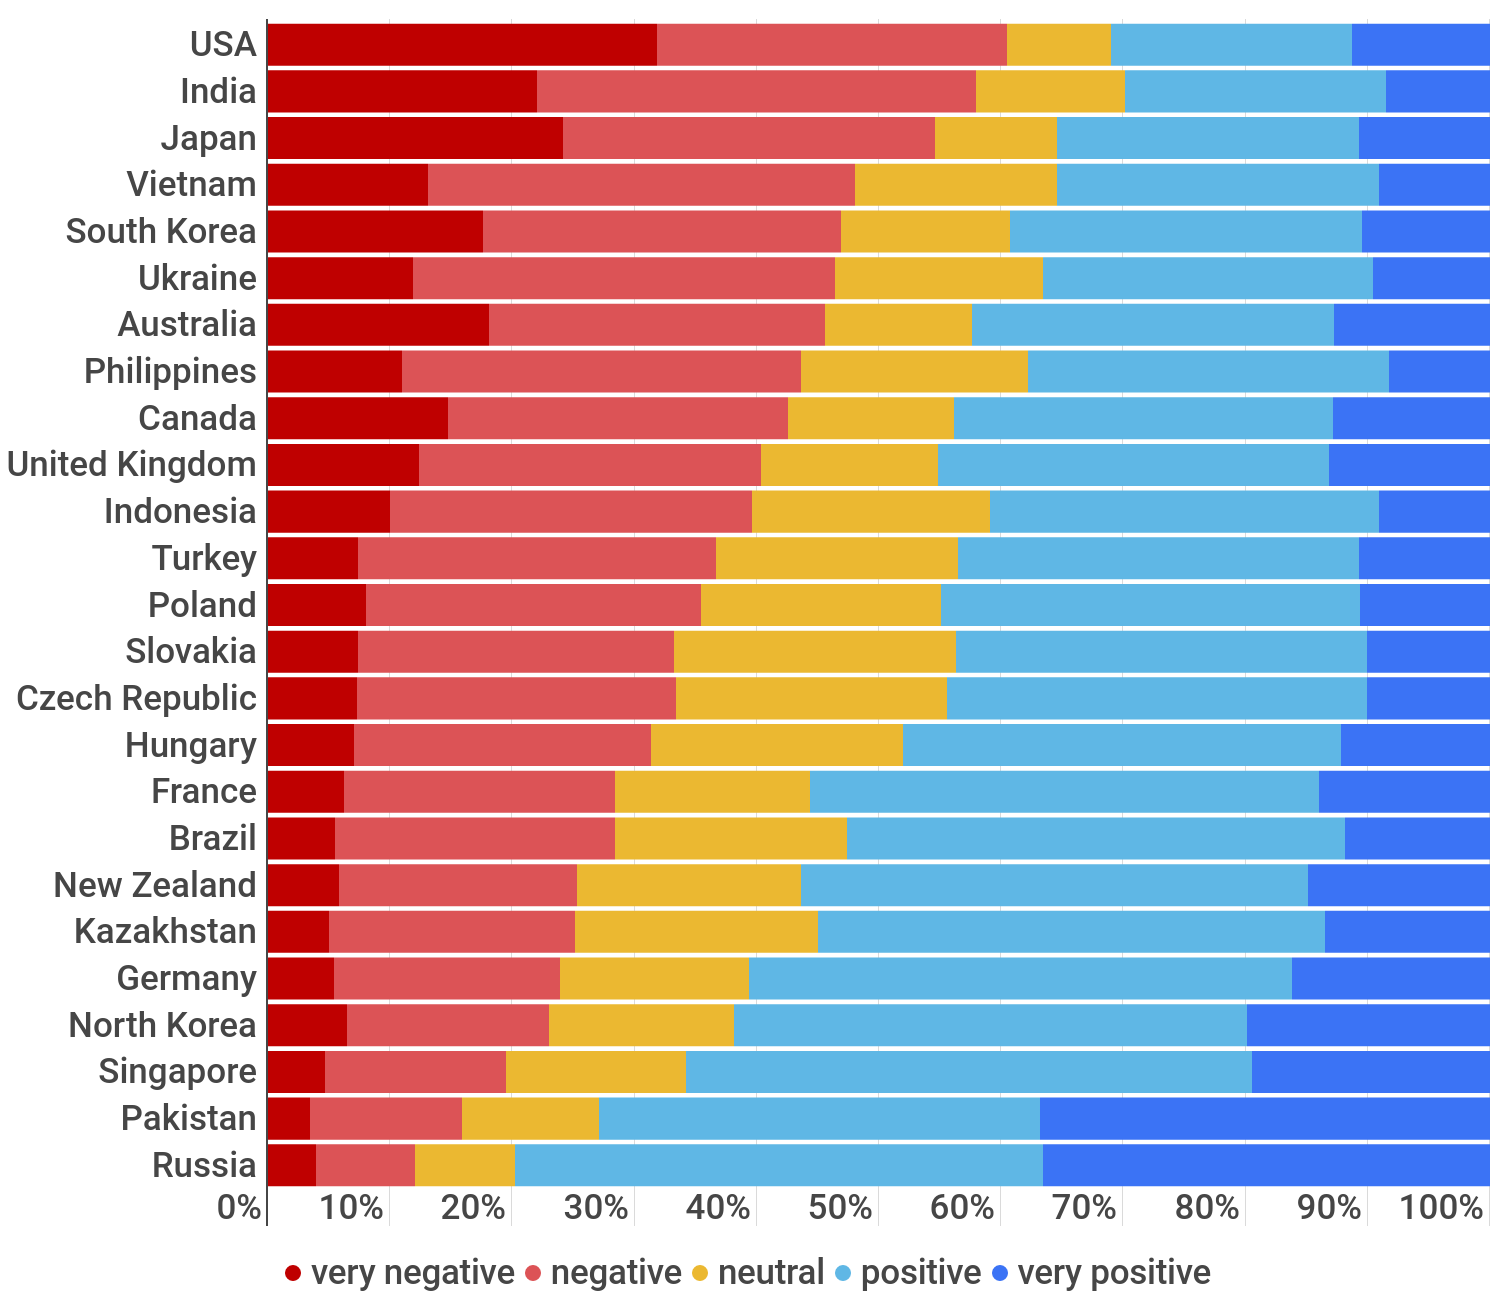 USA
India
Japan
Vietnam
South Korea
Ukraine
Australia
Philippines
Canada
United Kingdom
Indonesia
Turkey
Poland
Slovakia
Czech Republic
Hungary
France
Brazil
New Zealand
Kazakhstan
Germany
North Korea
Singapore
Pakistan
Russia
0% 10% 20% 30% 40% 50% 60% 70% 80% 90% 100%
very negative negative neutral positive very positive